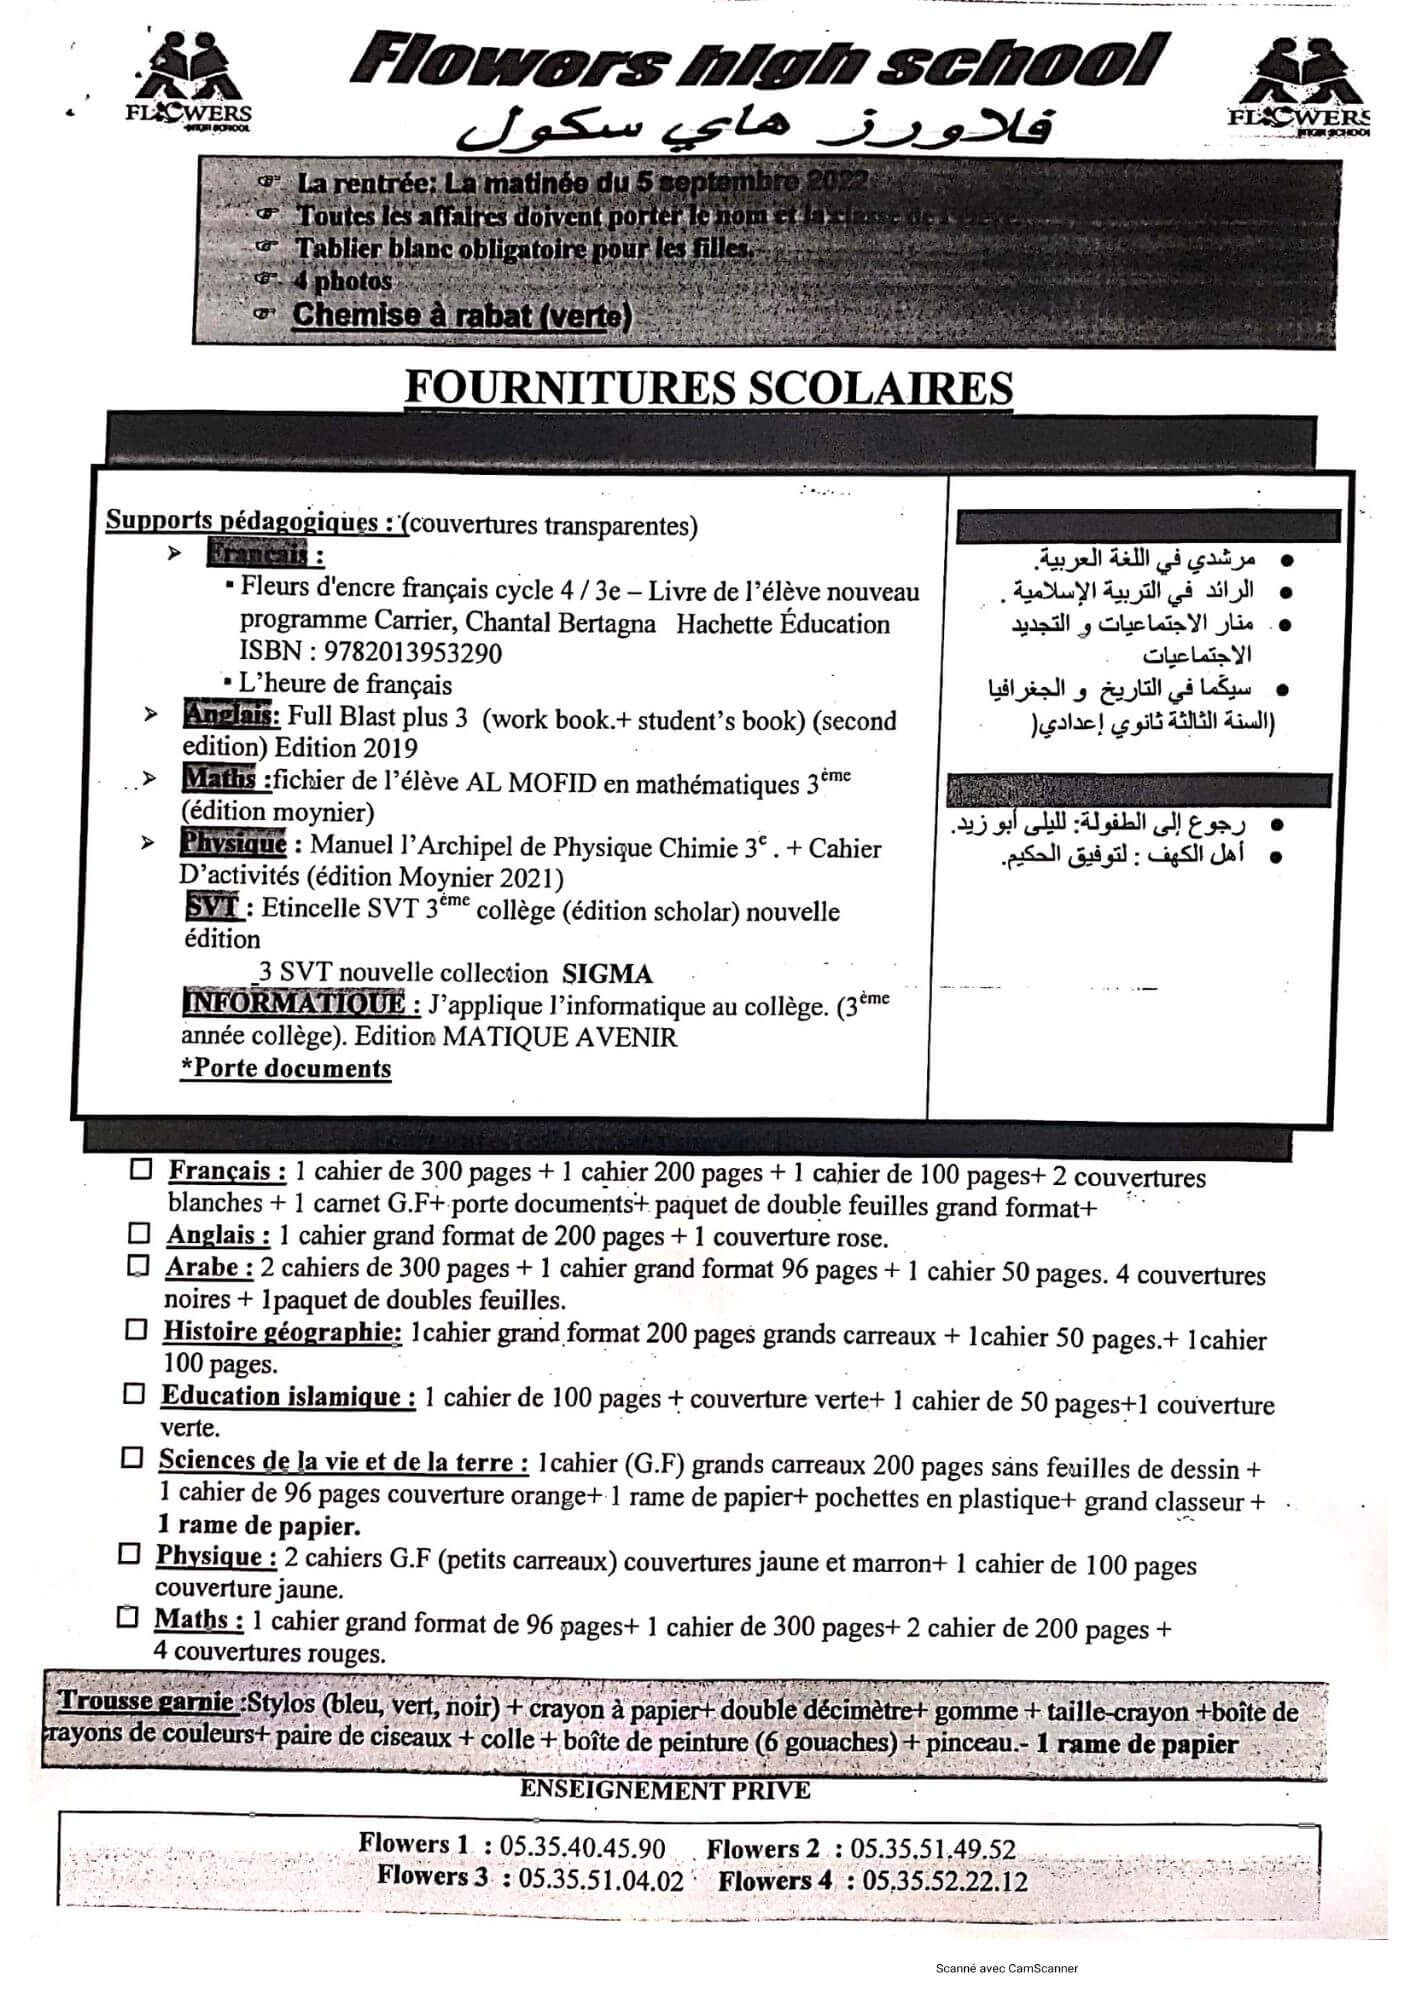 FLOWERS
HIGH SCHOOL
Flowers high school
فلاورز هاي سكول
FLOWERS
HIGH SCHOOL
☞ La rentrée: La matinée du 5 septembre 2022
☞ Toutes les affaires doivent porter le nom et la classe de
☞ Tablier blanc obligatoire pour les filles.
☞ 4 photos
☞ Chemise à rabat (verte)
FOURNITURES SCOLAIRES
Supports pédagogiques : (couvertures transparentes)
➢ Français :
▪ Fleurs d'encre français cycle 4 / 3e – Livre de l'élève nouveau
programme Carrier, Chantal Bertagna Hachette Éducation
ISBN : 9782013953290
▪ L'heure de français
➢ Anglais: Full Blast plus 3 (work book.+ student's book) (second
edition) Edition 2019
➢ Maths :fichier de l'élève AL MOFID en mathématiques 3ème
(édition moynier)
➢ Physique : Manuel l'Archipel de Physique Chimie 3e . + Cahier
D'activités (édition Moynier 2021)
SVT : Etincelle SVT 3ème collège (édition scholar) nouvelle
édition
3 SVT nouvelle collection SIGMA
INFORMATIQUE : J'applique l'informatique au collège. (3ème
année collège). Edition MATIQUE AVENIR
*Porte documents
• مرشدي في اللغة العربية.
• الرائد في التربية الإسلامية .
• منار الاجتماعيات و التجديد
الاجتماعيات
• سيكما في التاريخ و الجغرافيا
(السنة الثالثة ثانوي إعدادي(
• رجوع إلى الطفولة: لليلى أبو زيد.
• أهل الكهف : لتوفيق الحكيم.
☐ Français : 1 cahier de 300 pages + 1 cahier 200 pages + 1 cahier de 100 pages+ 2 couvertures
blanches + 1 carnet G.F+ porte documents+ paquet de double feuilles grand format+
☐ Anglais : 1 cahier grand format de 200 pages + 1 couverture rose.
☐ Arabe : 2 cahiers de 300 pages + 1 cahier grand format 96 pages + 1 cahier 50 pages. 4 couvertures
noires + 1paquet de doubles feuilles.
☐ Histoire géographie: 1cahier grand format 200 pages grands carreaux + 1cahier 50 pages.+ 1cahier
100 pages.
☐ Education islamique : 1 cahier de 100 pages + couverture verte+ 1 cahier de 50 pages+1 couverture
verte.
☐ Sciences de la vie et de la terre : 1cahier (G.F) grands carreaux 200 pages sans feuilles de dessin +
1 cahier de 96 pages couverture orange+ 1 rame de papier+ pochettes en plastique+ grand classeur +
1 rame de papier.
☐ Physique : 2 cahiers G.F (petits carreaux) couvertures jaune et marron+ 1 cahier de 100 pages
couverture jaune.
☐ Maths : 1 cahier grand format de 96 pages+ 1 cahier de 300 pages+ 2 cahier de 200 pages +
4 couvertures rouges.
Trousse garnie :Stylos (bleu, vert, noir) + crayon à papier+ double décimètre+ gomme + taille-crayon +boîte de
crayons de couleurs+ paire de ciseaux + colle + boîte de peinture (6 gouaches) + pinceau.- 1 rame de papier
ENSEIGNEMENT PRIVE
Flowers 1 : 05.35.40.45.90 Flowers 2 : 05.35.51.49.52
Flowers 3 : 05.35.51.04.02 Flowers 4 : 05.35.52.22.12
Scanné avec CamScanner